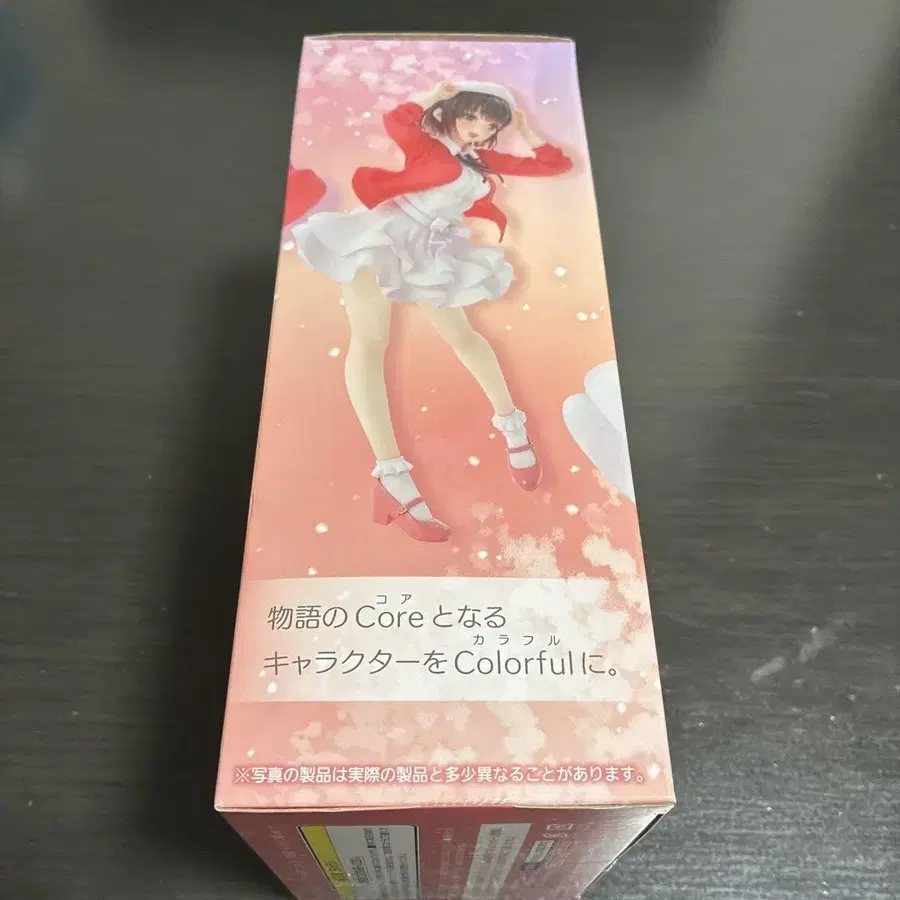 物語のCoreとなる
コア
キャラクターをColorfulに。
カラフル
※写真の製品は実際の製品と多少異なることがあります。